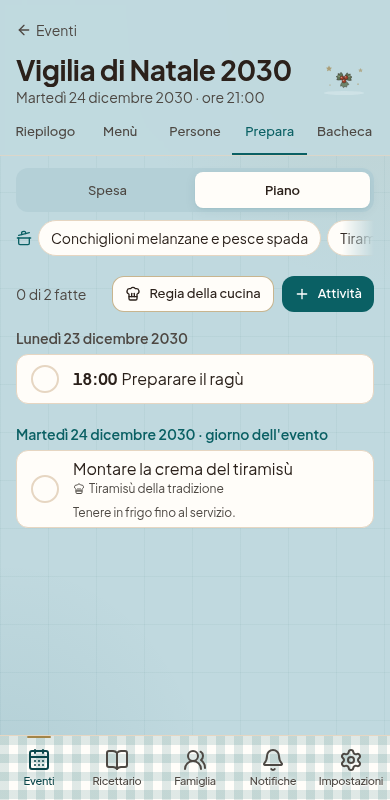 Eventi
Vigilia di Natale 2030
Martedì 24 dicembre 2030 · ore 21:00
Riepilogo Menù Persone Prepara Bacheca
Spesa Piano
Conchiglioni melanzane e pesce spada Tiram
0 di 2 fatte Regia della cucina + Attività
Lunedì 23 dicembre 2030
18:00 Preparare il ragù
Martedì 24 dicembre 2030 · giorno dell'evento
Montare la crema del tiramisù
Tiramisù della tradizione
Tenere in frigo fino al servizio.
Eventi Ricettario Famiglia Notifiche Impostazioni